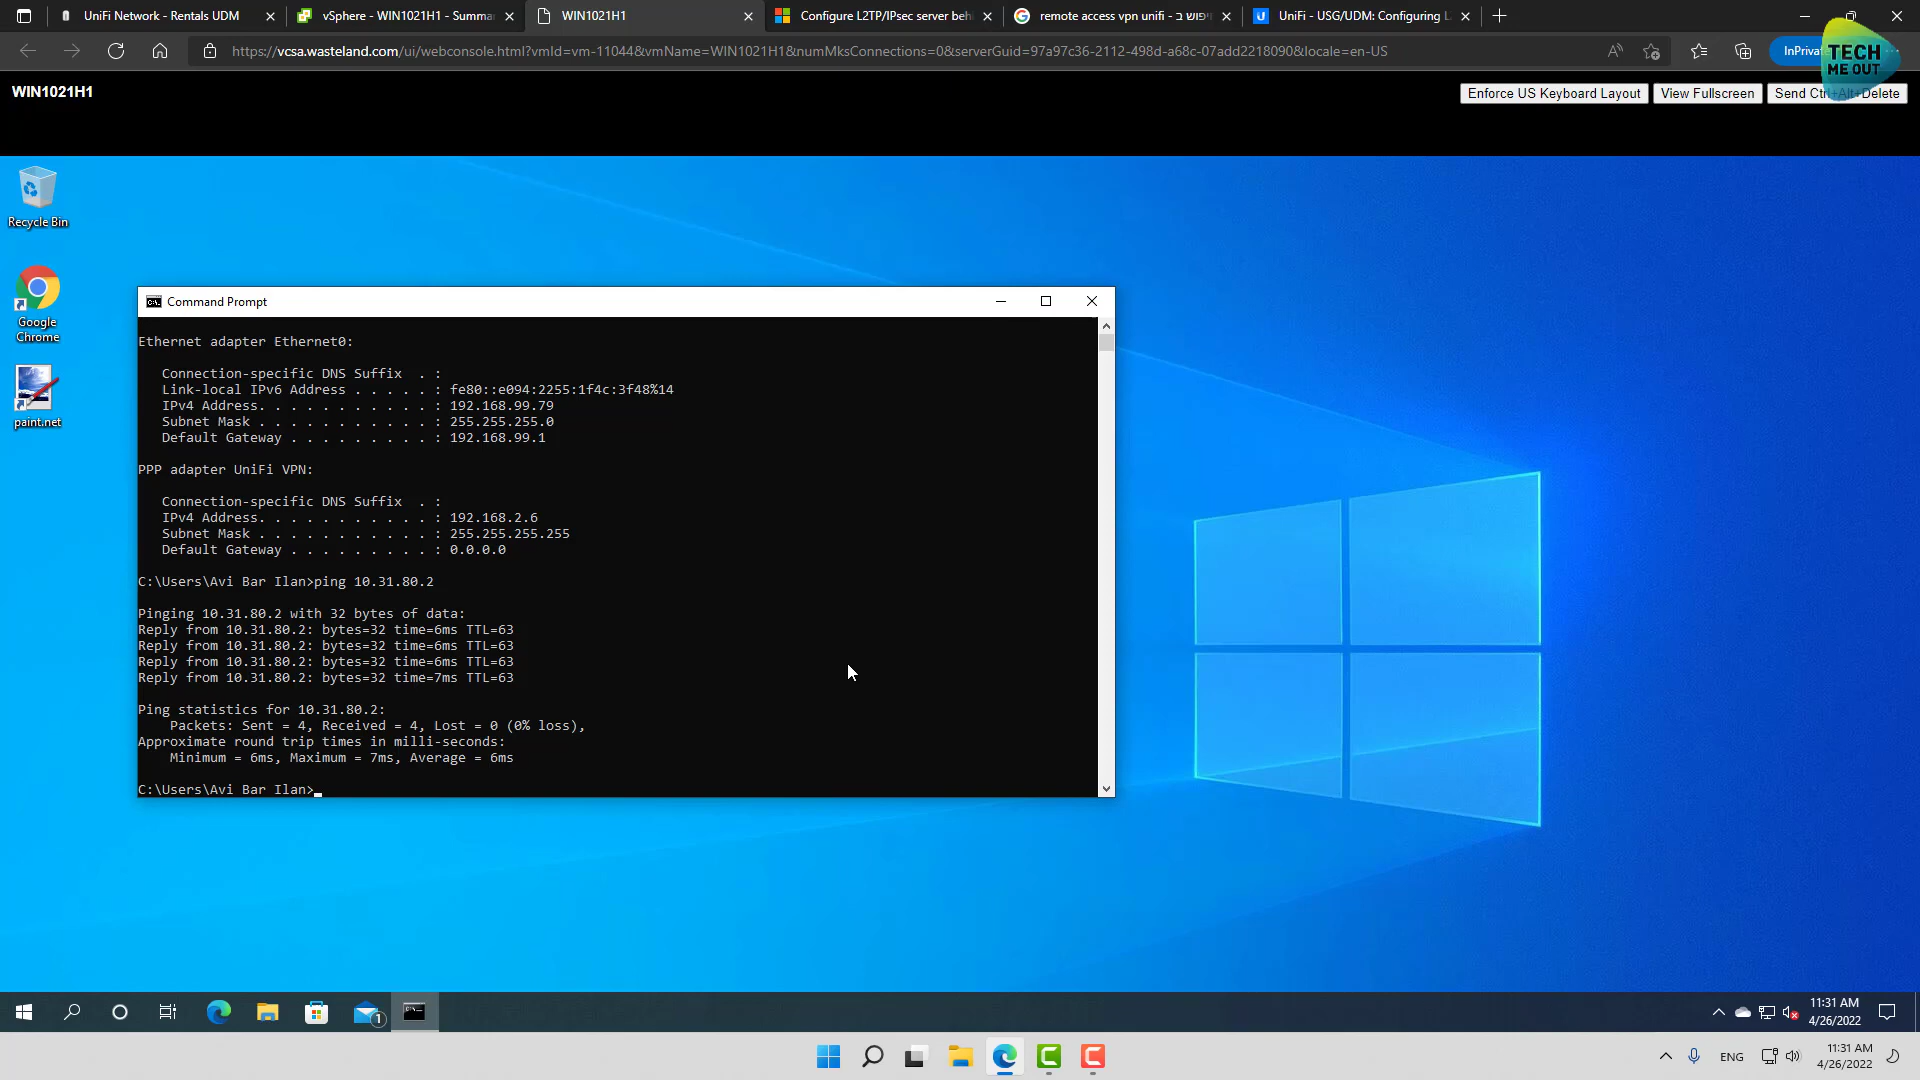 UniFi Network - Rentals UDM
vSphere - WIN1021H1 - Summa
WIN1021H1
Configure L2TP/IPsec server beh
remote access vpn unifi - חיפוש ב
UniFi - USG/UDM: Configuring L
https://vcsa.wasteland.com/ui/webconsole.html?vmId=vm-11044&vmName=WIN1021H1&numMksConnections=0&serverGuid=97a97c36-2112-498d-a68c-07add2218090&locale=en-US
InPrivate
TECH
ME OUT
WIN1021H1
Enforce US Keyboard Layout
View Fullscreen
Send Ctrl+Alt+Delete
Recycle Bin
Google
Chrome
paint.net
Command Prompt
Ethernet adapter Ethernet0:
Connection-specific DNS Suffix  . :
Link-local IPv6 Address . . . . . : fe80::e094:2255:1f4c:3f48%14
IPv4 Address. . . . . . . . . . . : 192.168.99.79
Subnet Mask . . . . . . . . . . . : 255.255.255.0
Default Gateway . . . . . . . . . : 192.168.99.1
PPP adapter UniFi VPN:
Connection-specific DNS Suffix  . :
IPv4 Address. . . . . . . . . . . : 192.168.2.6
Subnet Mask . . . . . . . . . . . : 255.255.255.255
Default Gateway . . . . . . . . . : 0.0.0.0
C:\Users\Avi Bar Ilan>ping 10.31.80.2
Pinging 10.31.80.2 with 32 bytes of data:
Reply from 10.31.80.2: bytes=32 time=6ms TTL=63
Reply from 10.31.80.2: bytes=32 time=6ms TTL=63
Reply from 10.31.80.2: bytes=32 time=6ms TTL=63
Reply from 10.31.80.2: bytes=32 time=7ms TTL=63
Ping statistics for 10.31.80.2:
Packets: Sent = 4, Received = 4, Lost = 0 (0% loss),
Approximate round trip times in milli-seconds:
Minimum = 6ms, Maximum = 7ms, Average = 6ms
C:\Users\Avi Bar Ilan>
1
11:31 AM
4/26/2022
ENG
11:31 AM
4/26/2022